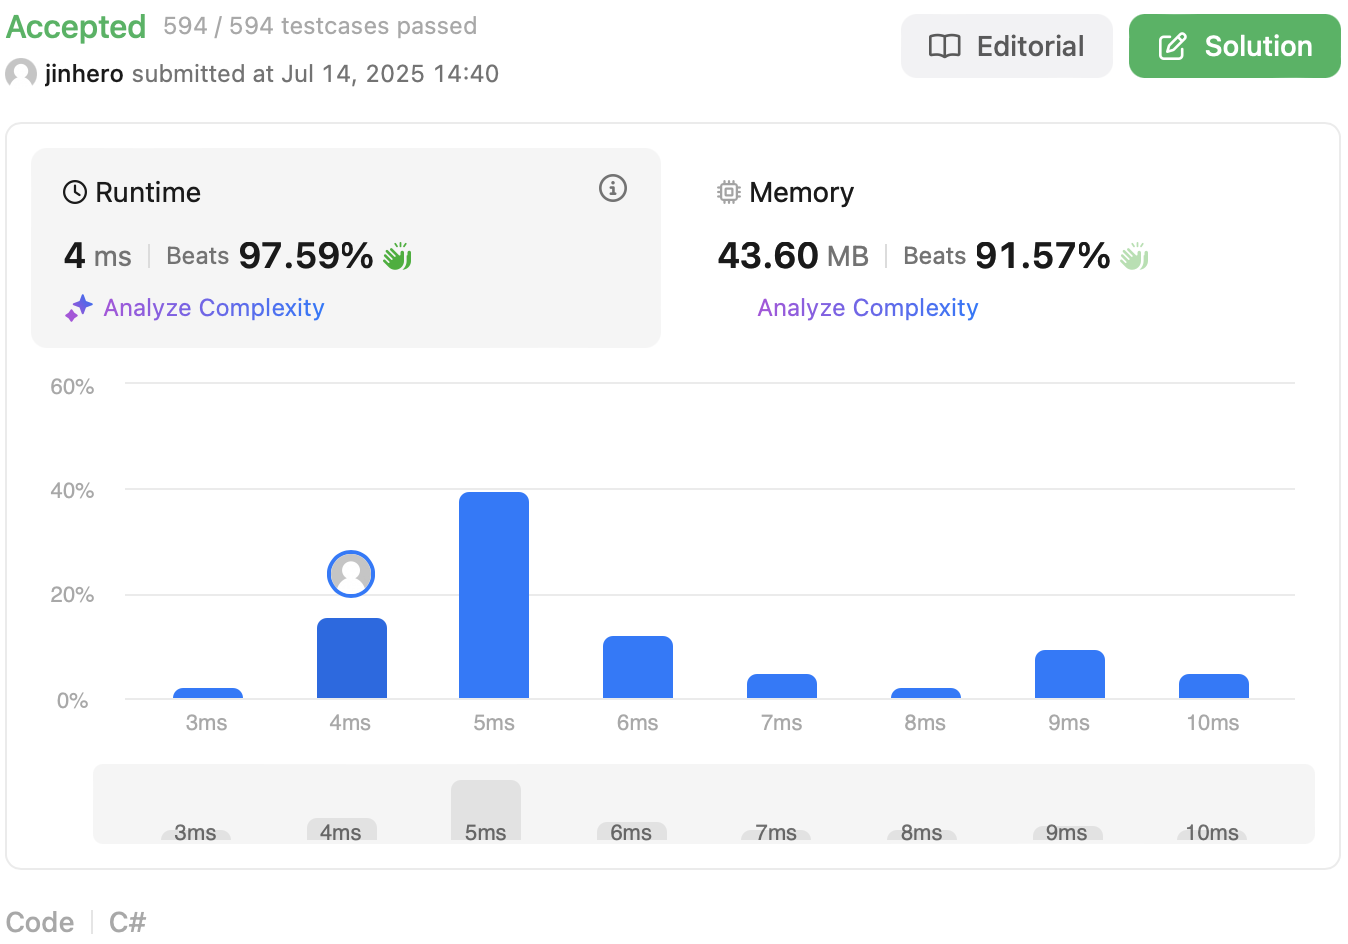 Accepted 594 / 594 testcases passed
jinhero submitted at Jul 14, 2025 14:40
Editorial
Solution
Runtime
4 ms Beats 97.59%
Analyze Complexity
Memory
43.60 MB Beats 91.57%
Analyze Complexity
60%
40%
20%
0%
3ms 4ms 5ms 6ms 7ms 8ms 9ms 10ms
3ms 4ms 5ms 6ms 7ms 8ms 9ms 10ms
Code C#